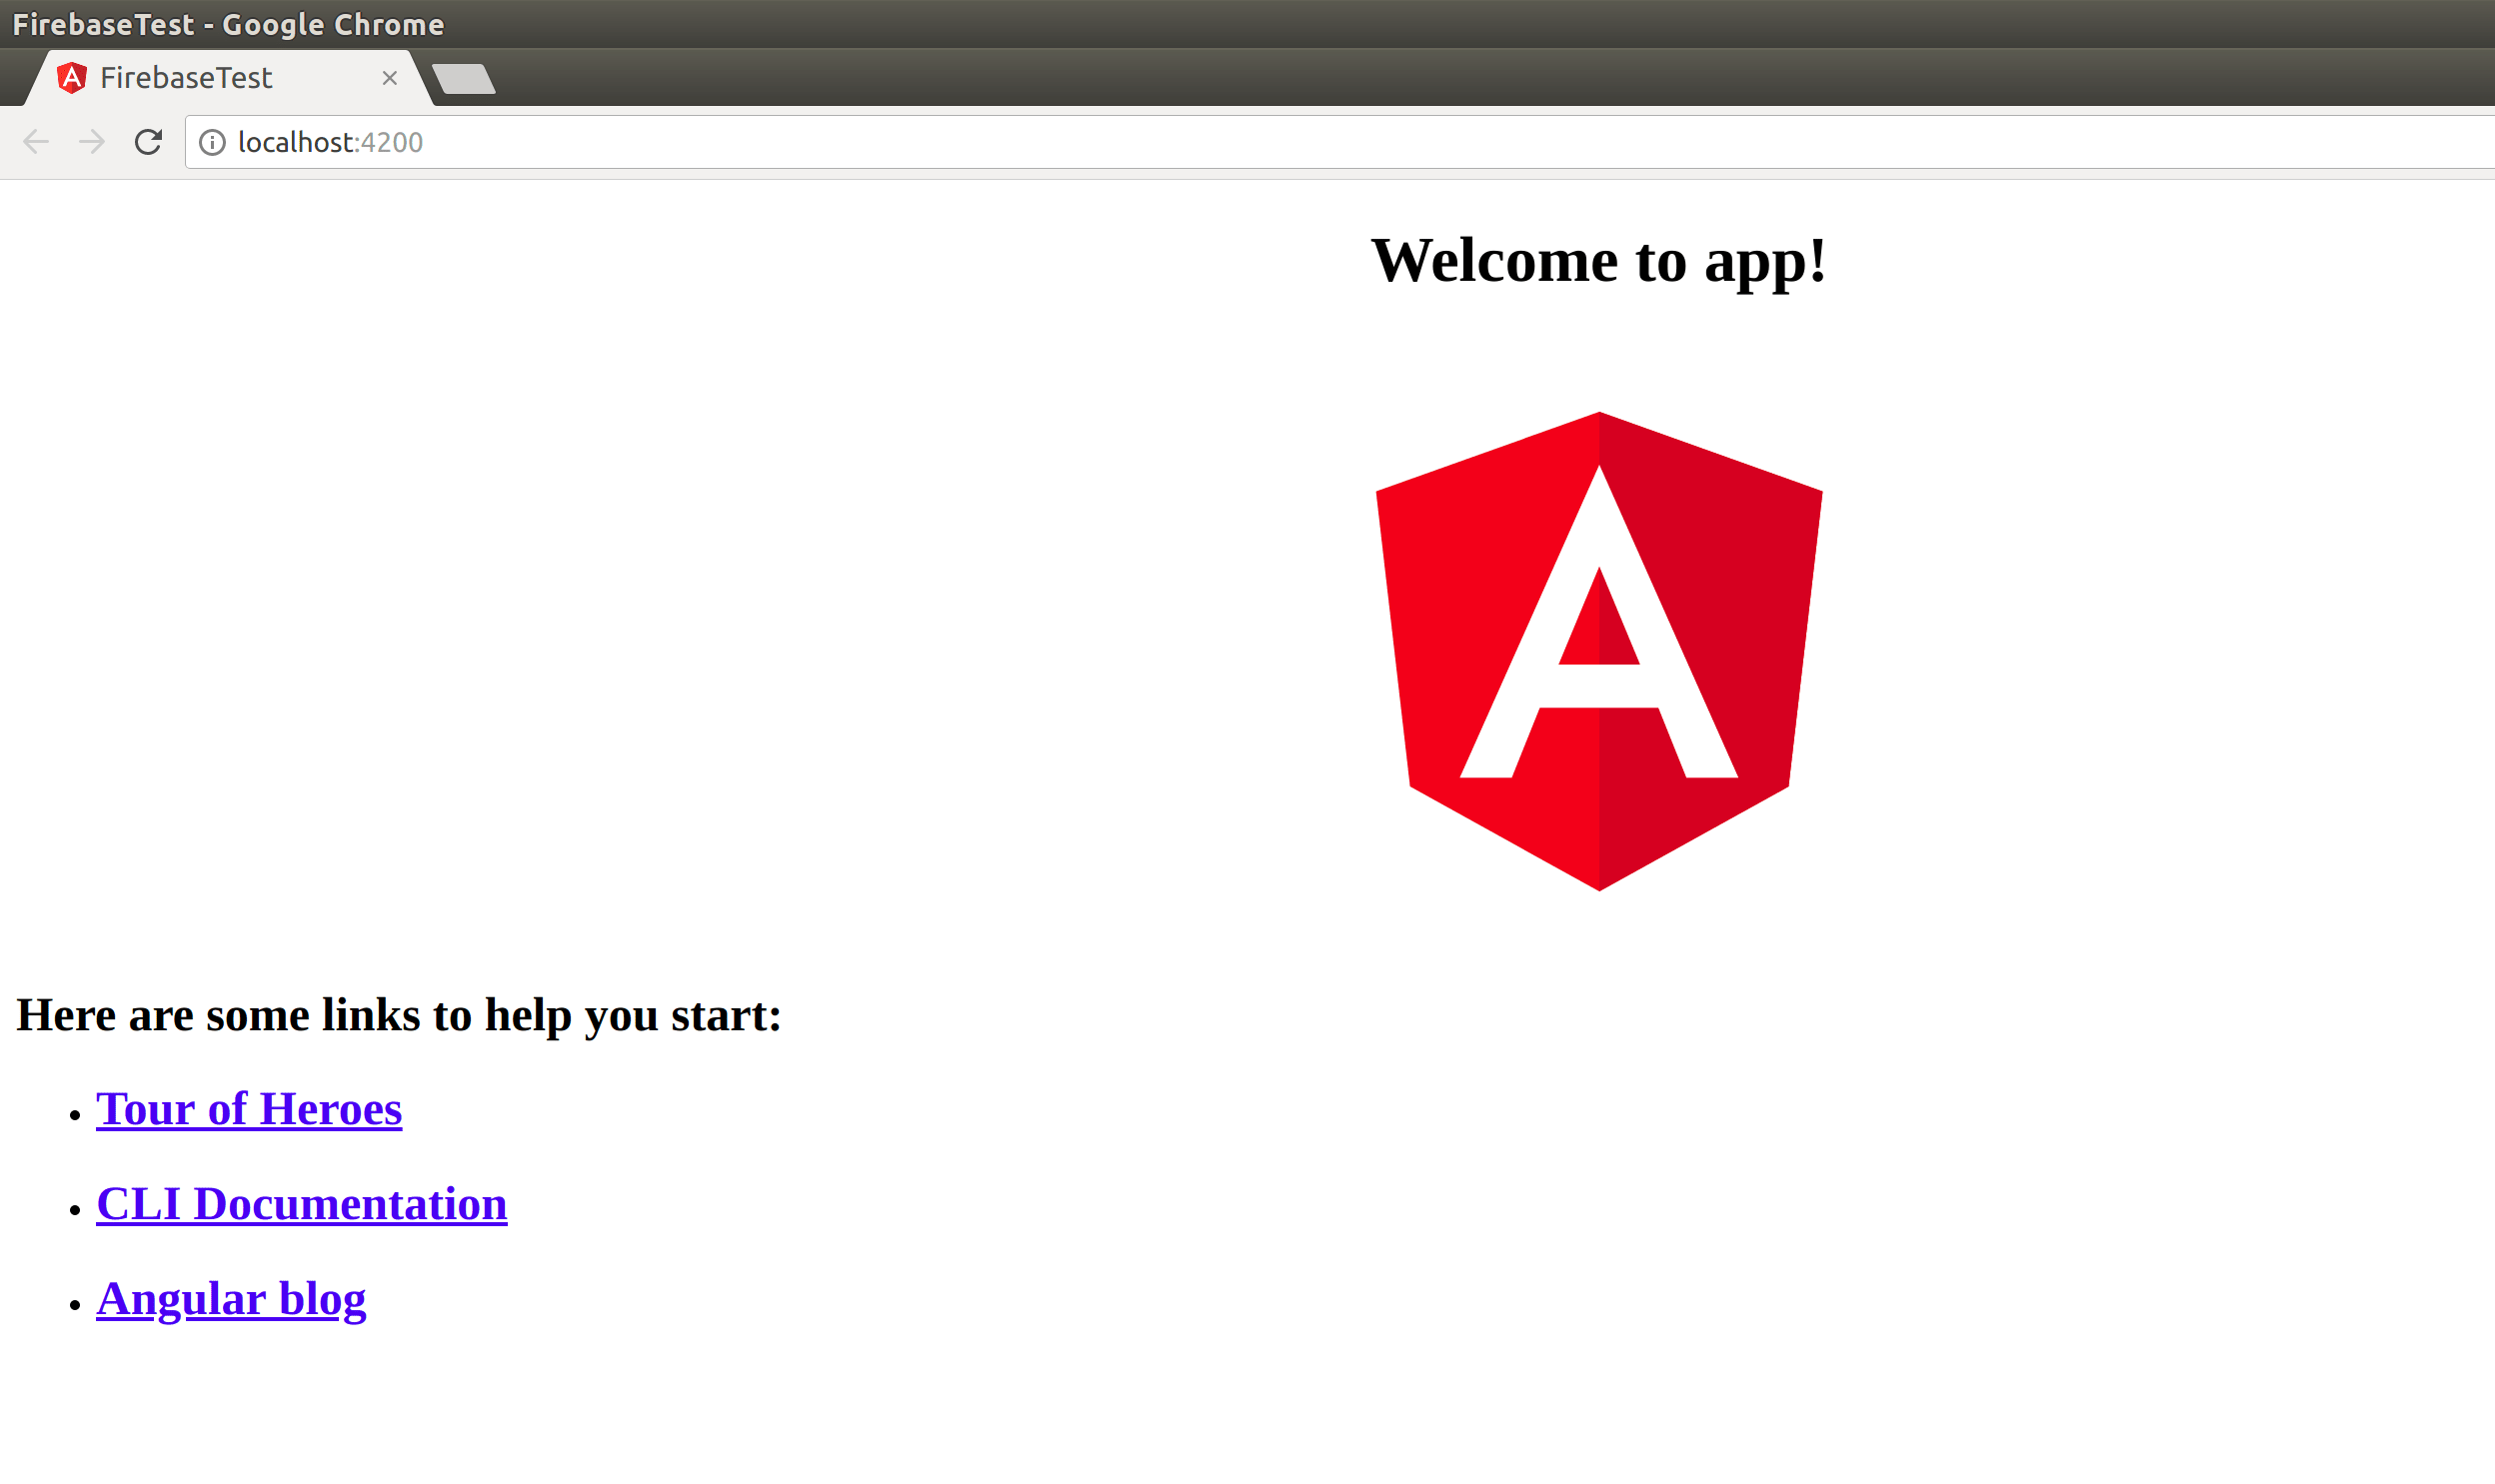 FirebaseTest - Google Chrome
FirebaseTest
localhost:4200
Welcome to app!
A
Here are some links to help you start:
Tour of Heroes
CLI Documentation
Angular blog